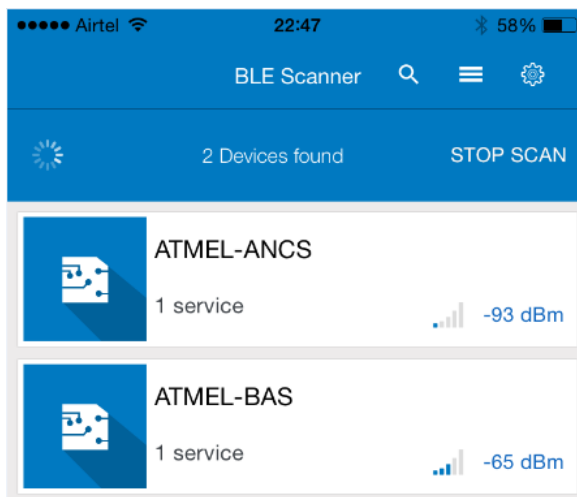 Airtel 22:47 58%
BLE Scanner
2 Devices found STOP SCAN
ATMEL-ANCS
1 service -93 dBm
ATMEL-BAS
1 service -65 dBm